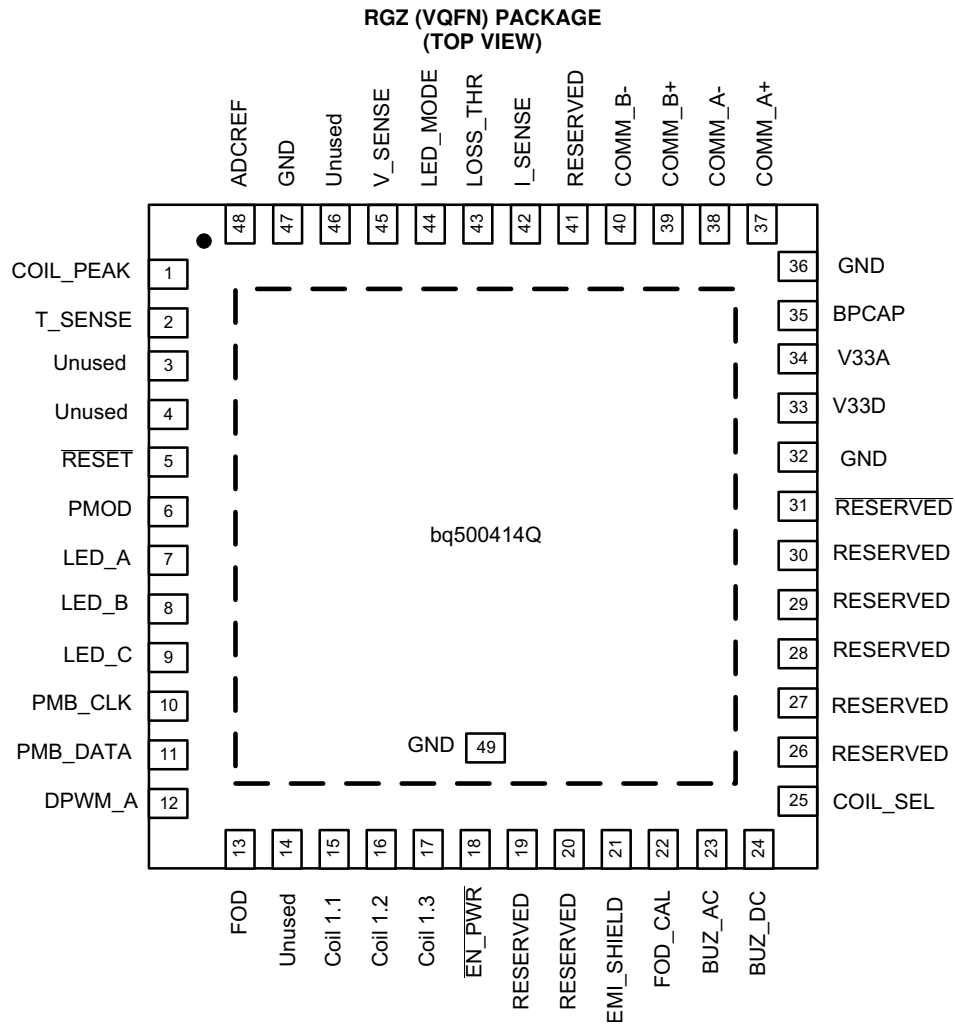 RGZ (VQFN) PACKAGE
(TOP VIEW)
ADCREF
GND
Unused
V_SENSE
LED_MODE
LOSS_THR
I_SENSE
RESERVED
COMM_B-
COMM_B+
COMM_A-
COMM_A+
48
47
46
45
44
43
42
41
40
39
38
37
COIL_PEAK 1
T_SENSE 2
Unused 3
Unused 4
RESET 5
PMOD 6
LED_A 7
LED_B 8
LED_C 9
PMB_CLK 10
PMB_DATA 11
DPWM_A 12
36 GND
35 BPCAP
34 V33A
33 V33D
32 GND
31 RESERVED
30 RESERVED
29 RESERVED
28 RESERVED
27 RESERVED
26 RESERVED
25 COIL_SEL
bq500414Q
GND 49
13
14
15
16
17
18
19
20
21
22
23
24
FOD
Unused
Coil 1.1
Coil 1.2
Coil 1.3
EN_PWR
RESERVED
RESERVED
EMI_SHIELD
FOD_CAL
BUZ_AC
BUZ_DC